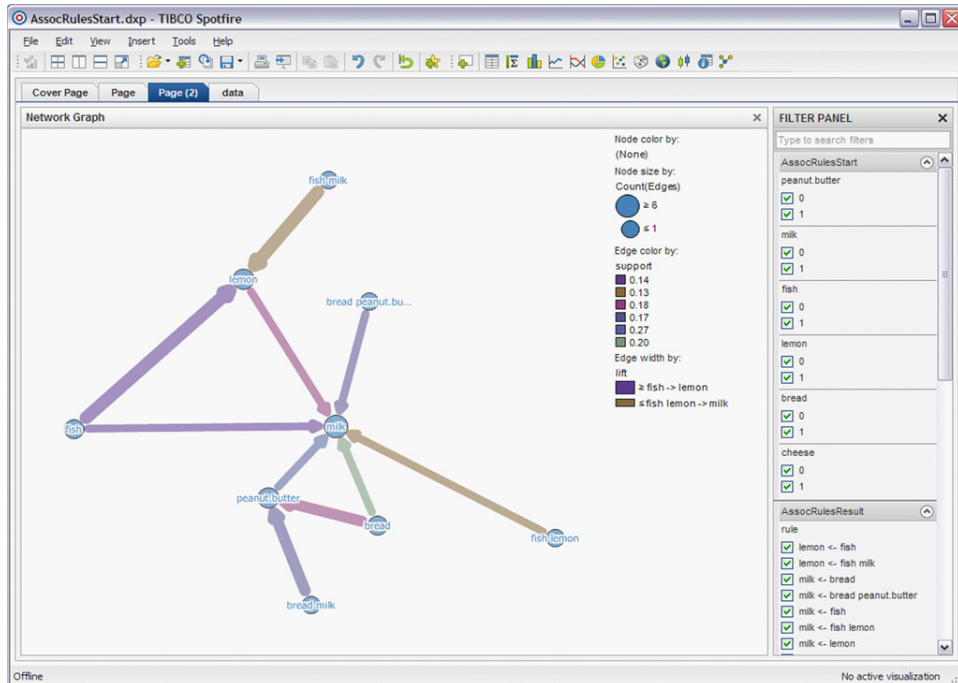 AssocRulesStart.dxp - TIBCO Spotfire
File Edit View Insert Tools Help
Cover Page Page Page (2) data
Network Graph
fish milk
lemon
bread peanut.bu...
fish
milk
peanut.butter
bread
fish lemon
bread milk
Node color by:
(None)
Node size by:
Count(Edges)
≥ 6
≤ 1
Edge color by:
support
0.14
0.13
0.18
0.17
0.27
0.20
Edge width by:
lift
≥ fish -> lemon
≤ fish lemon -> milk
FILTER PANEL
Type to search filters
AssocRulesStart
peanut.butter
0
1
milk
0
1
fish
0
1
lemon
0
1
bread
0
1
cheese
0
1
AssocRulesResult
rule
lemon <- fish
lemon <- fish milk
milk <- bread
milk <- bread peanut.butter
milk <- fish
milk <- fish lemon
milk <- lemon
Offline
No active visualization